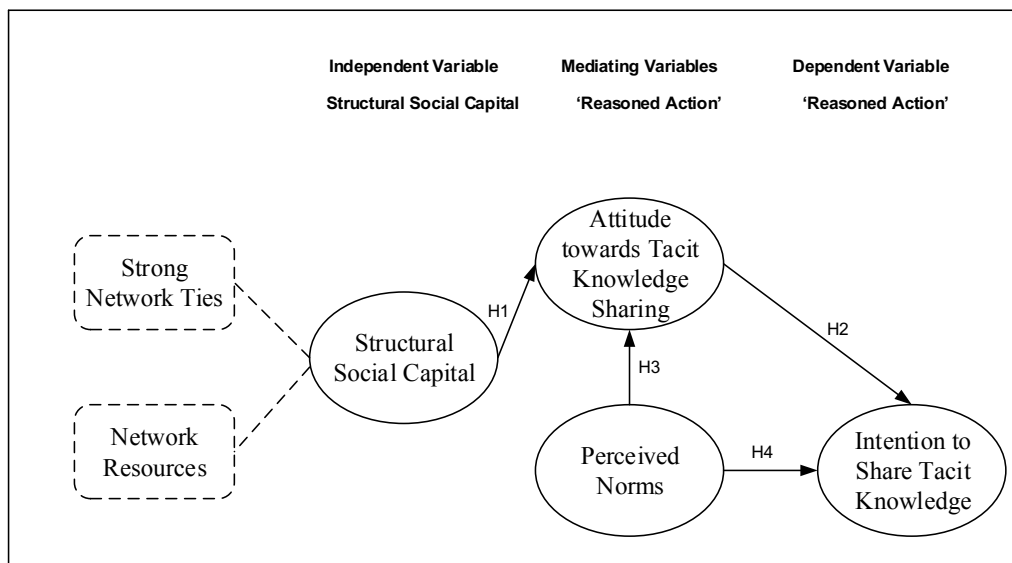 Independent Variable
Structural Social Capital
Mediating Variables
‘Reasoned Action’
Dependent Variable
‘Reasoned Action’
Strong
Network Ties
Network
Resources
Structural
Social Capital
H1
Attitude
towards Tacit
Knowledge
Sharing
H3
Perceived
Norms
H2
H4
Intention to
Share Tacit
Knowledge